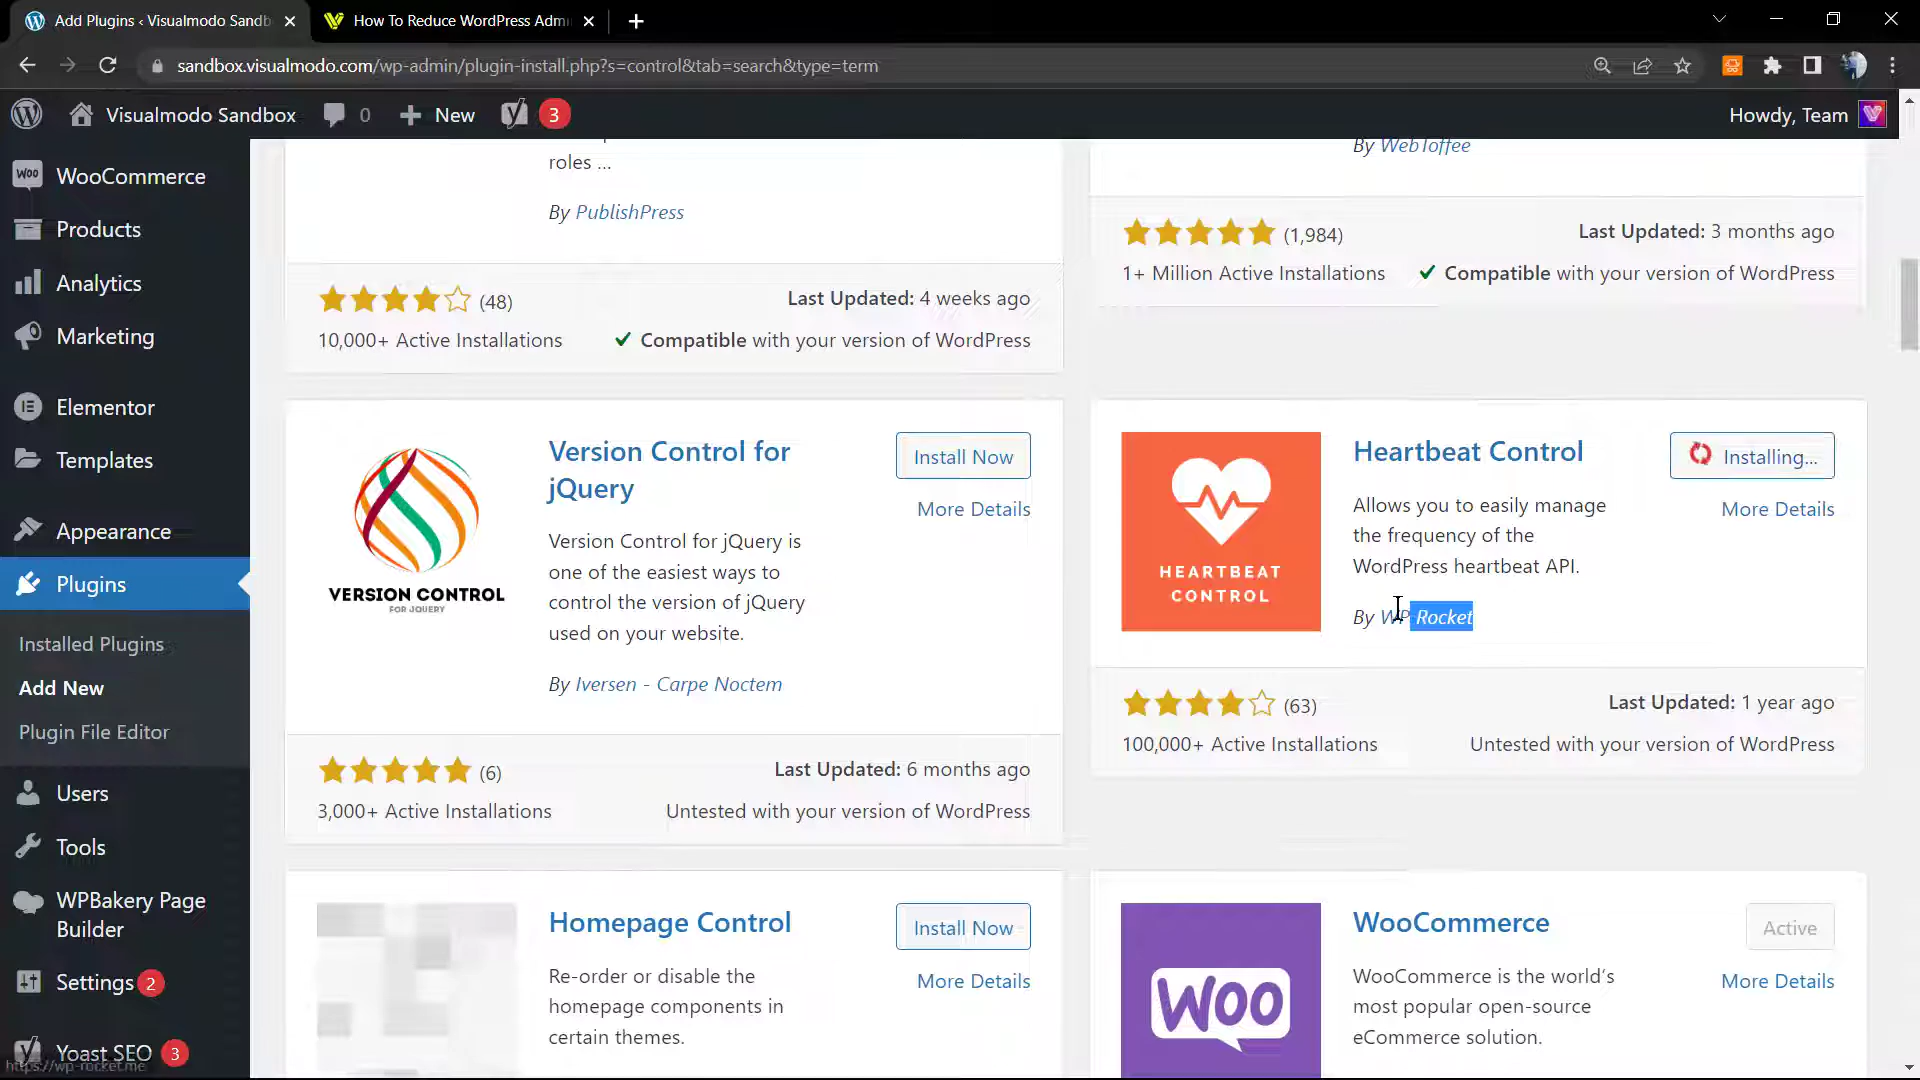 Add Plugins ‹ Visualmodo Sandb
How To Reduce WordPress Adm
sandbox.visualmodo.com/wp-admin/plugin-install.php?s=control&tab=search&type=term
Visualmodo Sandbox
0
New
3
Howdy, Team
WooCommerce
Products
Analytics
Marketing
Elementor
Templates
Appearance
Plugins
Installed Plugins
Add New
Plugin File Editor
Users
Tools
WPBakery Page
Builder
Settings 2
Yoast SEO 3
https://wp-rocket.me
roles ...
By PublishPress
(48)
Last Updated: 4 weeks ago
10,000+ Active Installations
Compatible with your version of WordPress
By WebToffee
(1,984)
Last Updated: 3 months ago
1+ Million Active Installations
Compatible with your version of WordPress
VERSION CONTROL
FOR JQUERY
Version Control for
jQuery
Install Now
More Details
Version Control for jQuery is
one of the easiest ways to
control the version of jQuery
used on your website.
By Iversen - Carpe Noctem
(6)
Last Updated: 6 months ago
3,000+ Active Installations
Untested with your version of WordPress
HEARTBEAT
CONTROL
Heartbeat Control
Installing...
More Details
Allows you to easily manage
the frequency of the
WordPress heartbeat API.
By WP Rocket
(63)
Last Updated: 1 year ago
100,000+ Active Installations
Untested with your version of WordPress
Homepage Control
Install Now
More Details
Re-order or disable the
homepage components in
certain themes.
WOO
WooCommerce
Active
More Details
WooCommerce is the world's
most popular open-source
eCommerce solution.